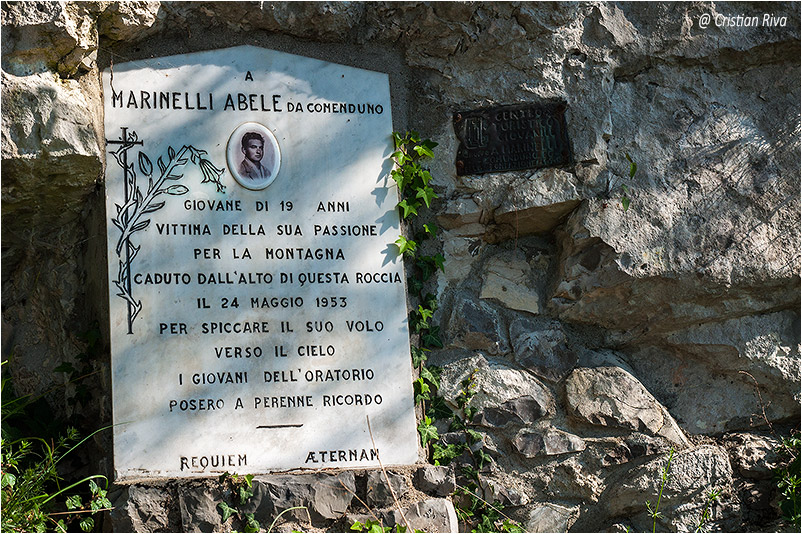 @ Cristian Riva
A
MARINELLI ABELE DA COMENDUNO
GIOVANE DI 19 ANNI
VITTIMA DELLA SUA PASSIONE
PER LA MONTAGNA
CADUTO DALL'ALTO DI QUESTA ROCCIA
IL 24 MAGGIO 1953
PER SPICCARE IL SUO VOLO
VERSO IL CIELO
I GIOVANI DELL'ORATORIO
POSERO A PERENNE RICORDO
REQUIEM ÆTERNAM